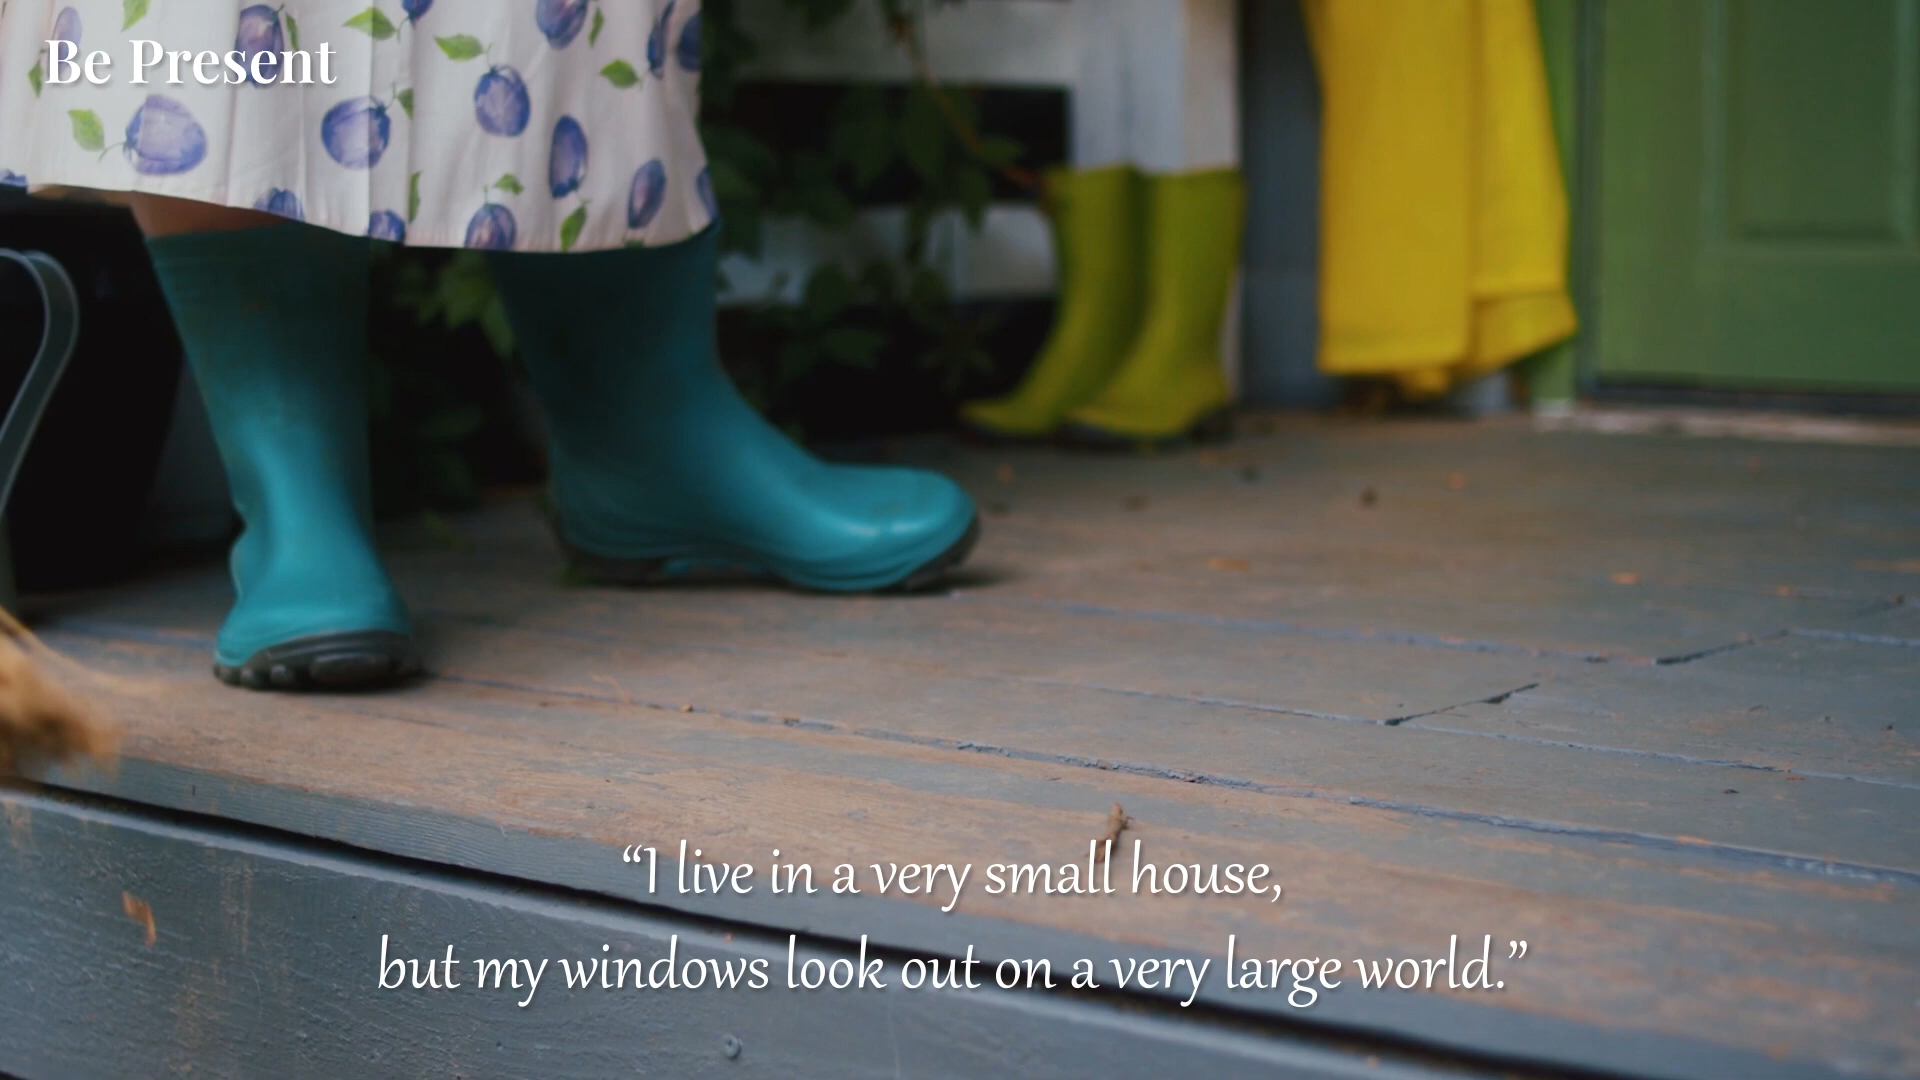 Be Present
“I live in a very small house,
but my windows look out on a very large world.”